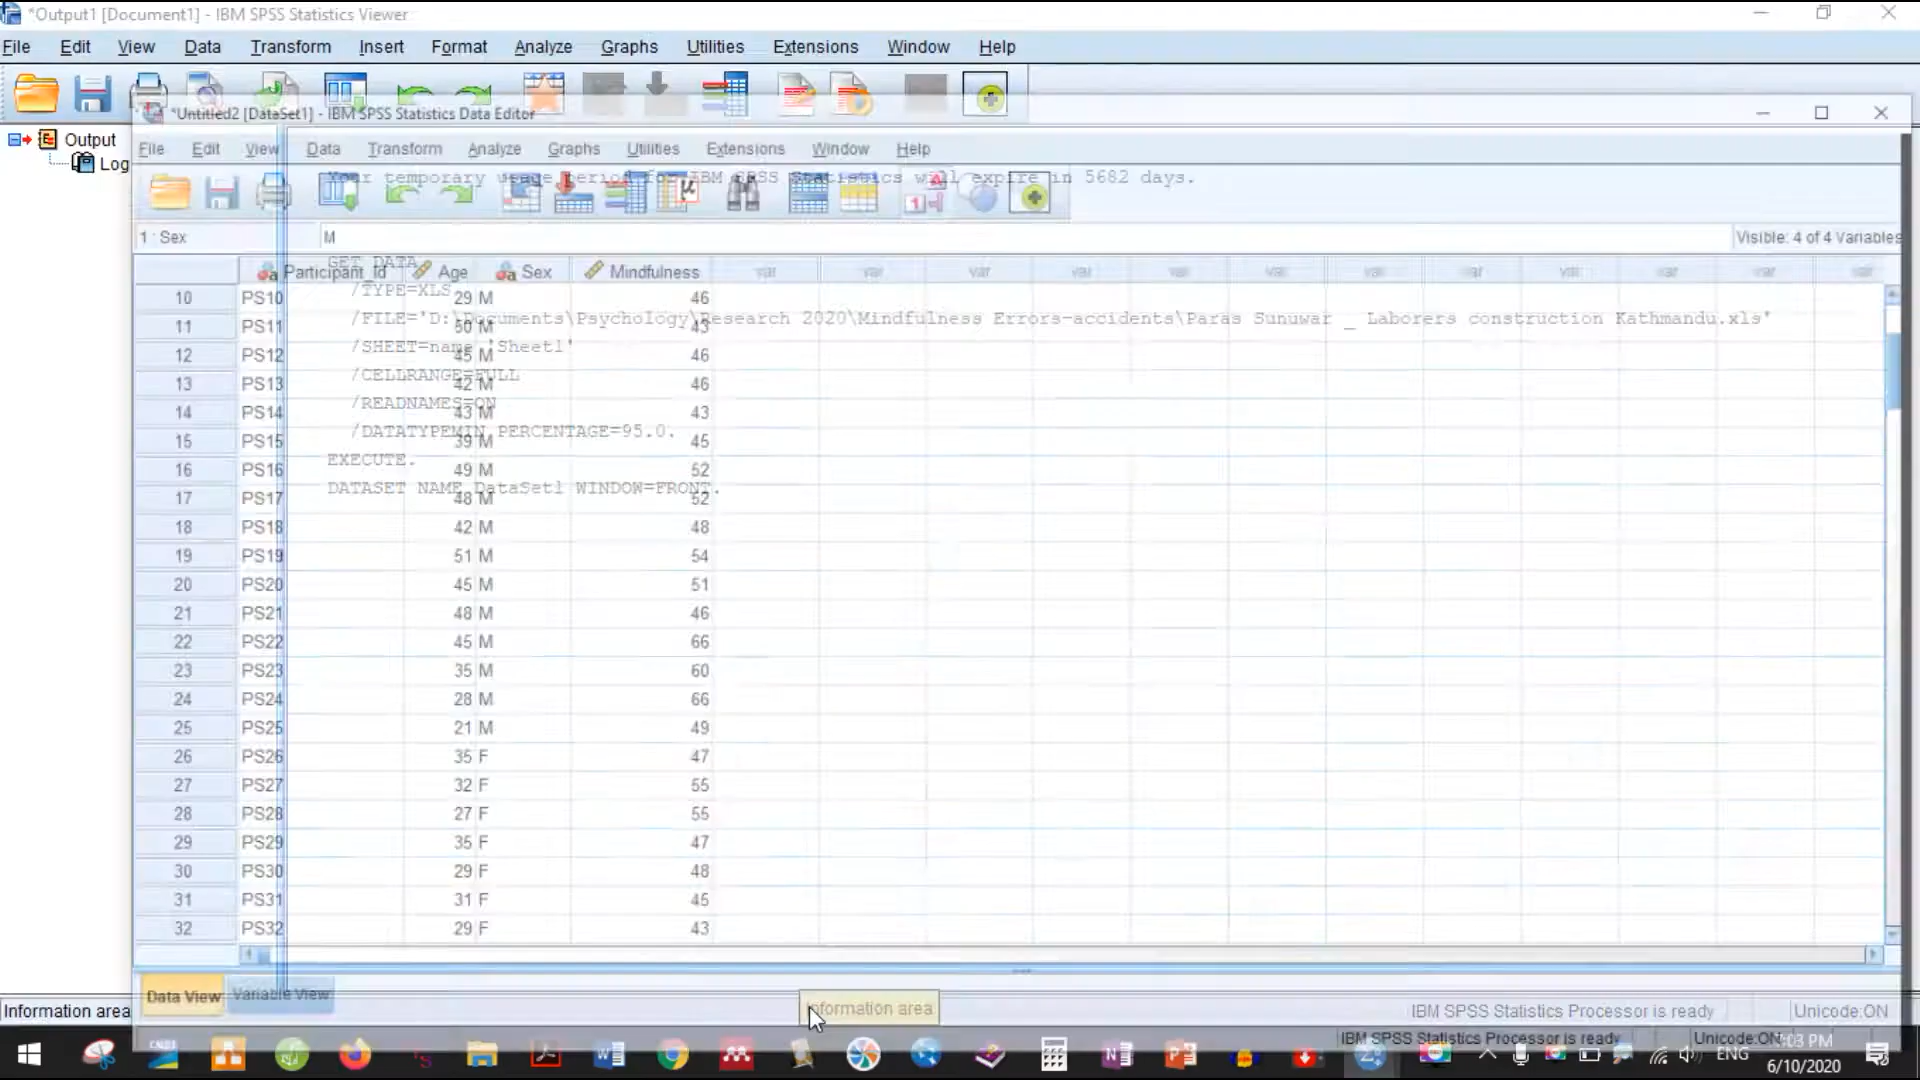 *Output1 [Document1] - IBM SPSS Statistics Viewer
File Edit View Data Transform Insert Format Analyze Graphs Utilities Extensions Window Help
Output
Log
*Untitled2 [DataSet1] - IBM SPSS Statistics Data Editor
File Edit View Data Transform Analyze Graphs Utilities Extensions Window Help
Your temporary usage period for IBM SPSS Statistics will expire in 5682 days.
1 : Sex M Visible: 4 of 4 Variables
GET DATA
/TYPE=XLS
/FILE='D:\Documents\Psychology\Research 2020\Mindfulness Errors-accidents\Paras Sunuwar _ Laborers construction Kathmandu.xls'
/SHEET=name 'Sheet1'
/CELLRANGE=FULL
/READNAMES=ON
/DATATYPEMIN PERCENTAGE=95.0.
EXECUTE.
DATASET NAME DataSet1 WINDOW=FRONT.
Participant_Id Age Sex Mindfulness var var var var var var var var var var var var
10 PS10 29 M 46
11 PS11 50 M 43
12 PS12 45 M 46
13 PS13 42 M 46
14 PS14 43 M 43
15 PS15 39 M 45
16 PS16 49 M 52
17 PS17 48 M 52
18 PS18 42 M 48
19 PS19 51 M 54
20 PS20 45 M 51
21 PS21 48 M 46
22 PS22 45 M 66
23 PS23 35 M 60
24 PS24 28 M 66
25 PS25 21 M 49
26 PS26 35 F 47
27 PS27 32 F 55
28 PS28 27 F 55
29 PS29 35 F 47
30 PS30 29 F 48
31 PS31 31 F 45
32 PS32 29 F 43
Data View Variable View
Information area Information area IBM SPSS Statistics Processor is ready Unicode:ON
IBM SPSS Statistics Processor is ready Unicode:ON
ENG :03 PM
6/10/2020